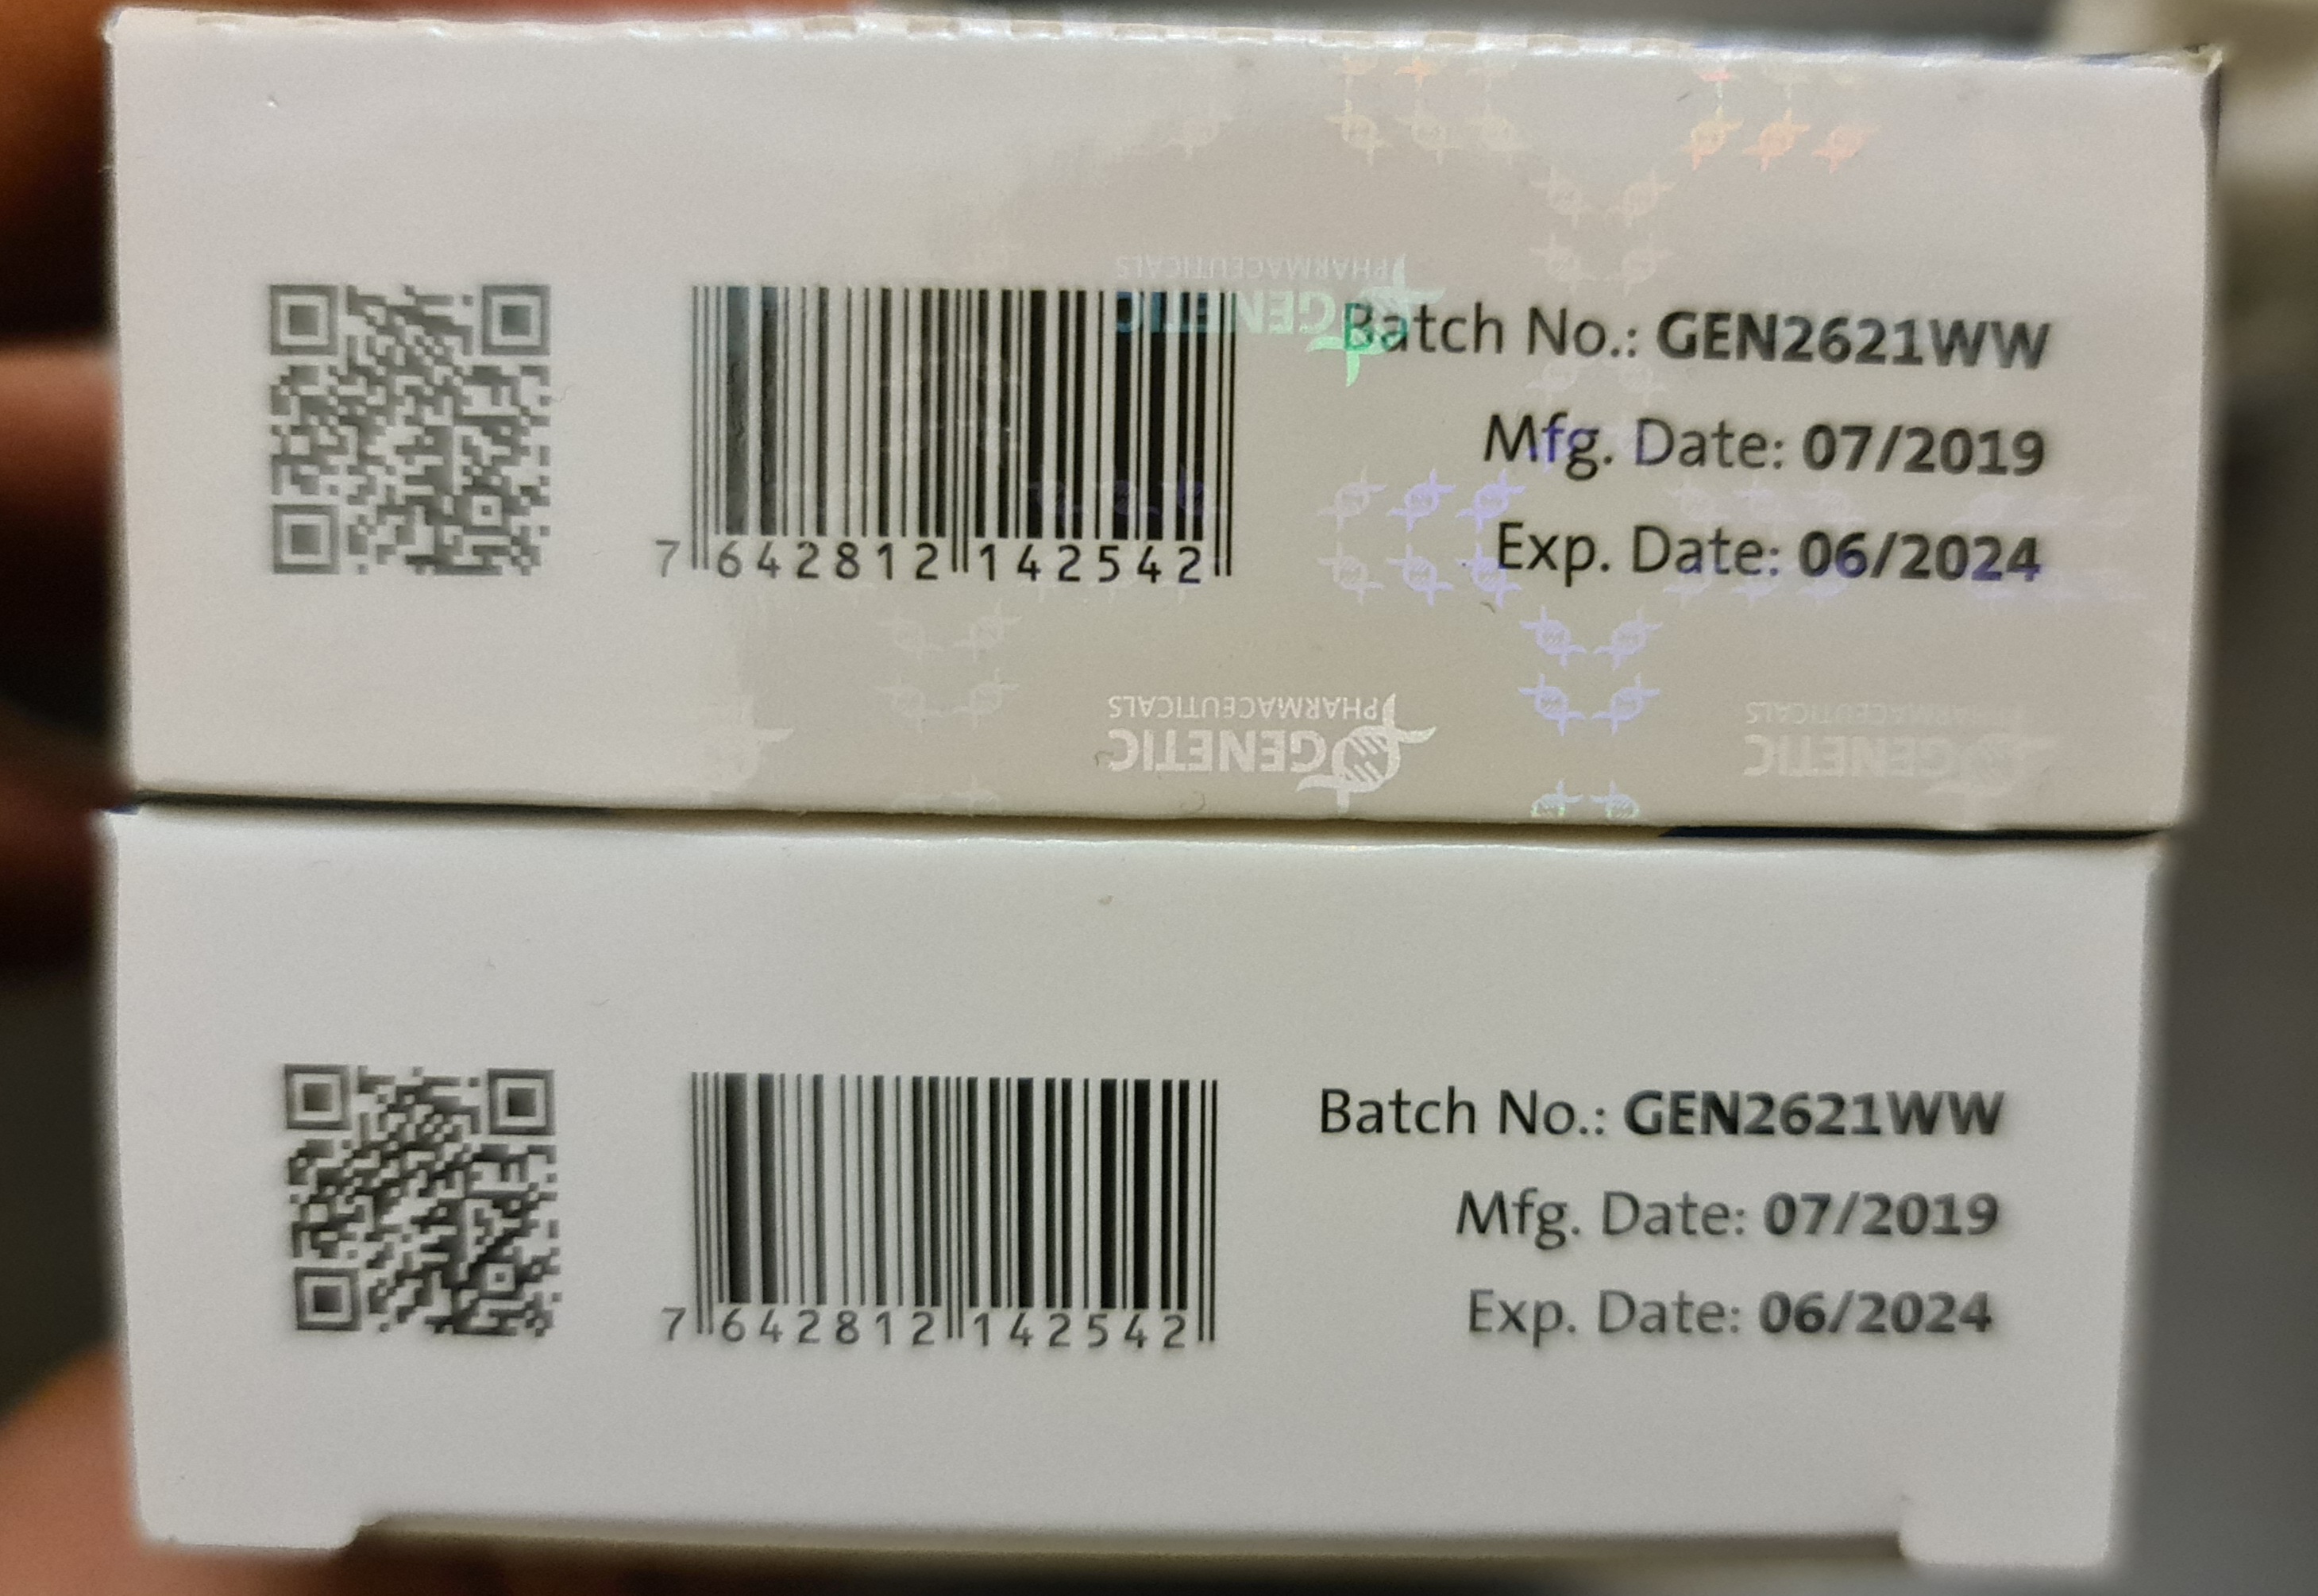 PHARMACEUTICALS
GENETIC
Batch No.: GEN2621WW
Mfg. Date: 07/2019
Exp. Date: 06/2024
7 642812 142542
PHARMACEUTICALS
GENETIC
PHARMACEUTICALS
GENETIC
Batch No.: GEN2621WW
Mfg. Date: 07/2019
Exp. Date: 06/2024
7 642812 142542